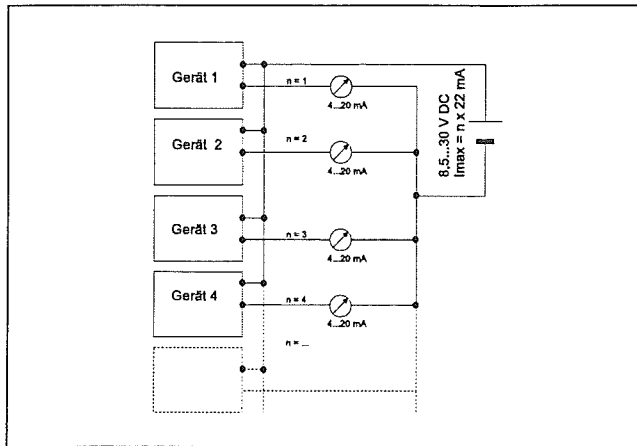 Gerät 1
n = 1
4...20 mA
Gerät 2
n = 2
4...20 mA
Gerät 3
n = 3
4...20 mA
Gerät 4
n = 4
4...20 mA
n = ...
8,5...30 V DC
Imax = n x 22 mA